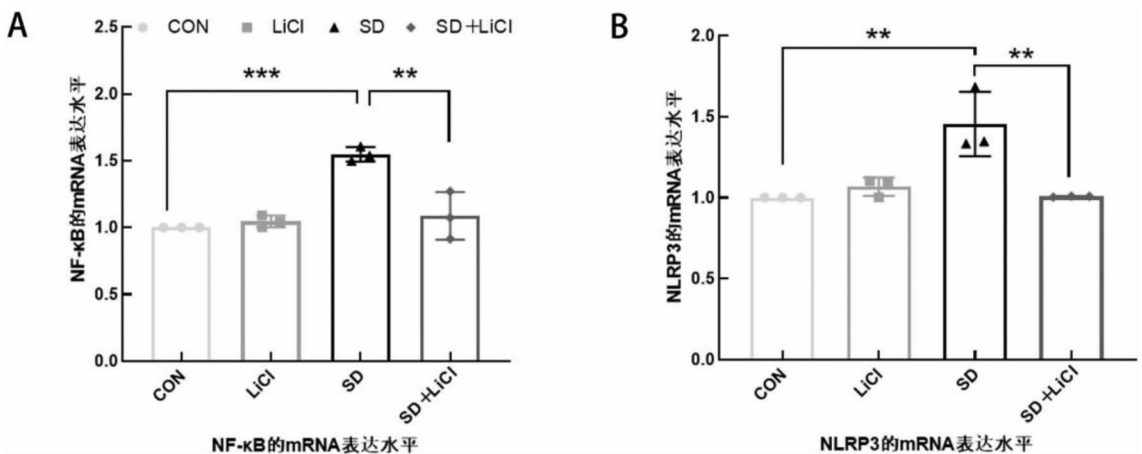 A
CON LiCl SD SD+LiCl
NF-κB的mRNA表达水平
2.5
2.0
1.5
1.0
0.5
0.0
***
**
CON
LiCl
SD
SD+LiCl
NF-κB的mRNA表达水平
B
NLRP3的mRNA表达水平
2.0
1.5
1.0
0.5
0.0
**
**
CON
LiCl
SD
SD+LiCl
NLRP3的mRNA表达水平